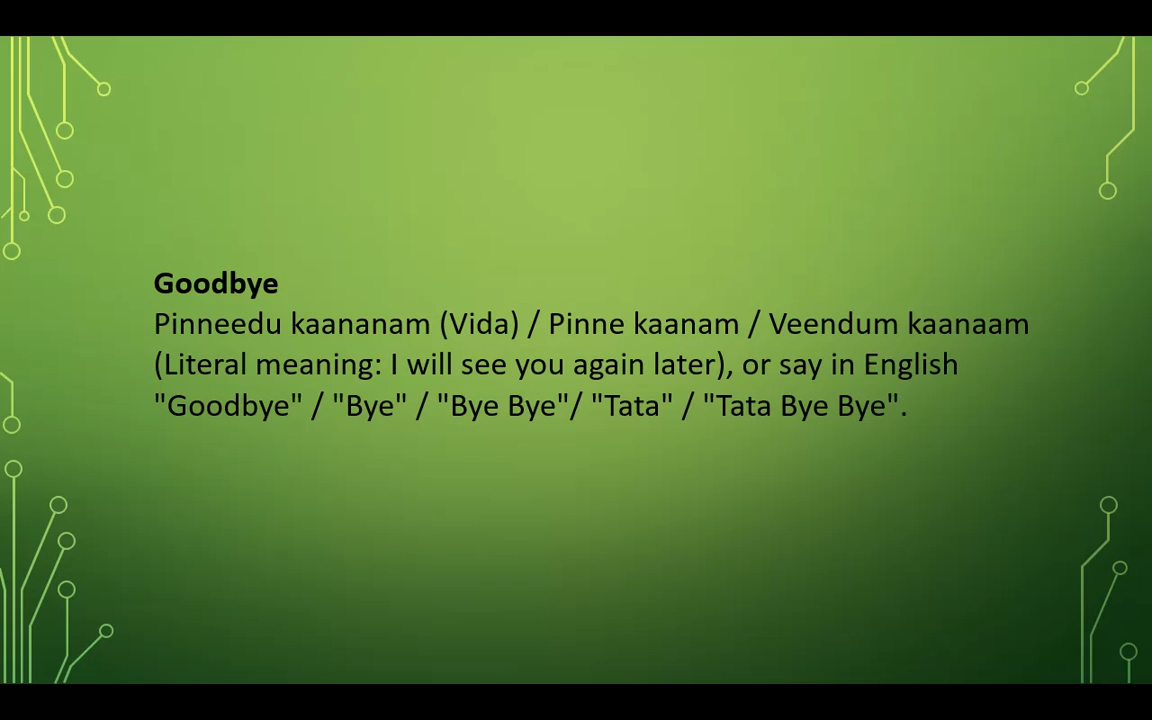 Goodbye
Pinneedu kaananam (Vida) / Pinne kaanam / Veendum kaanaam
(Literal meaning: I will see you again later), or say in English
"Goodbye" / "Bye" / "Bye Bye"/ "Tata" / "Tata Bye Bye".